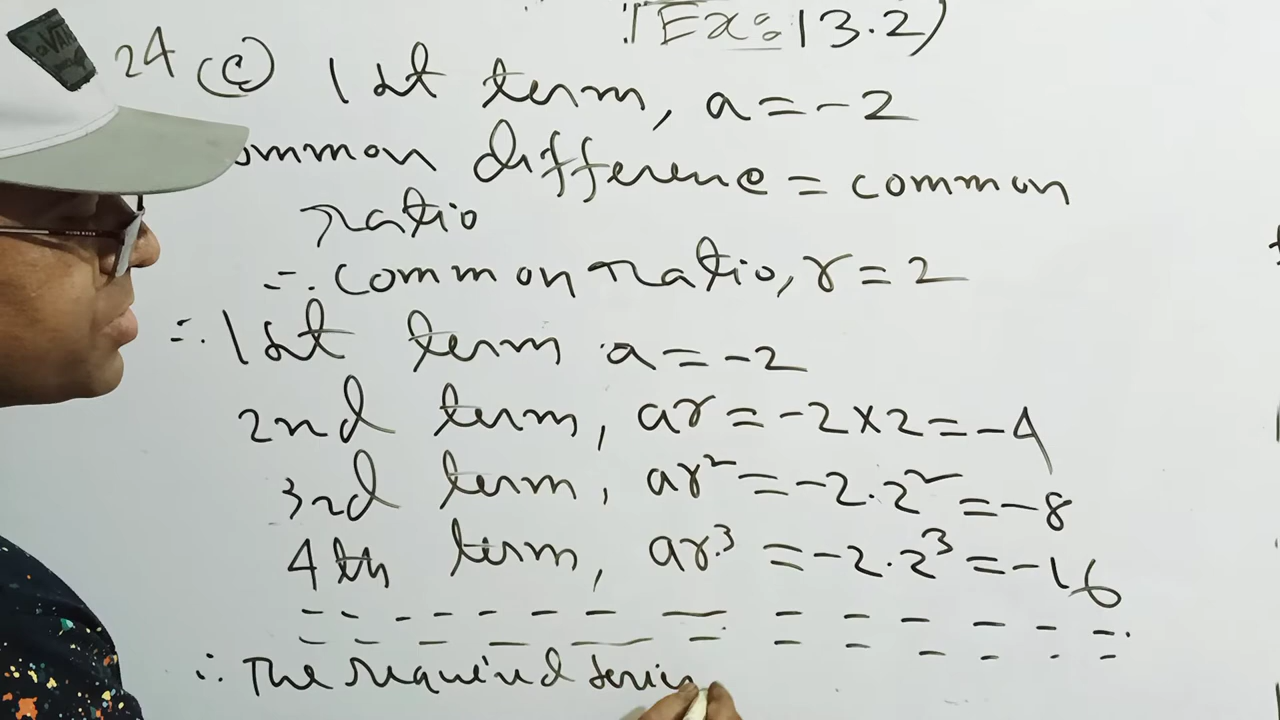 (Ex: 13.2)
24 (c) 1st term, a = -2
ommon difference = common
ratio
∴ common ratio, r = 2
∴ 1st term a = -2
2nd term, ar = -2×2 = -4
3rd term, ar² = -2·2² = -8
4th term, ar³ = -2·2³ = -16
∴ The required series